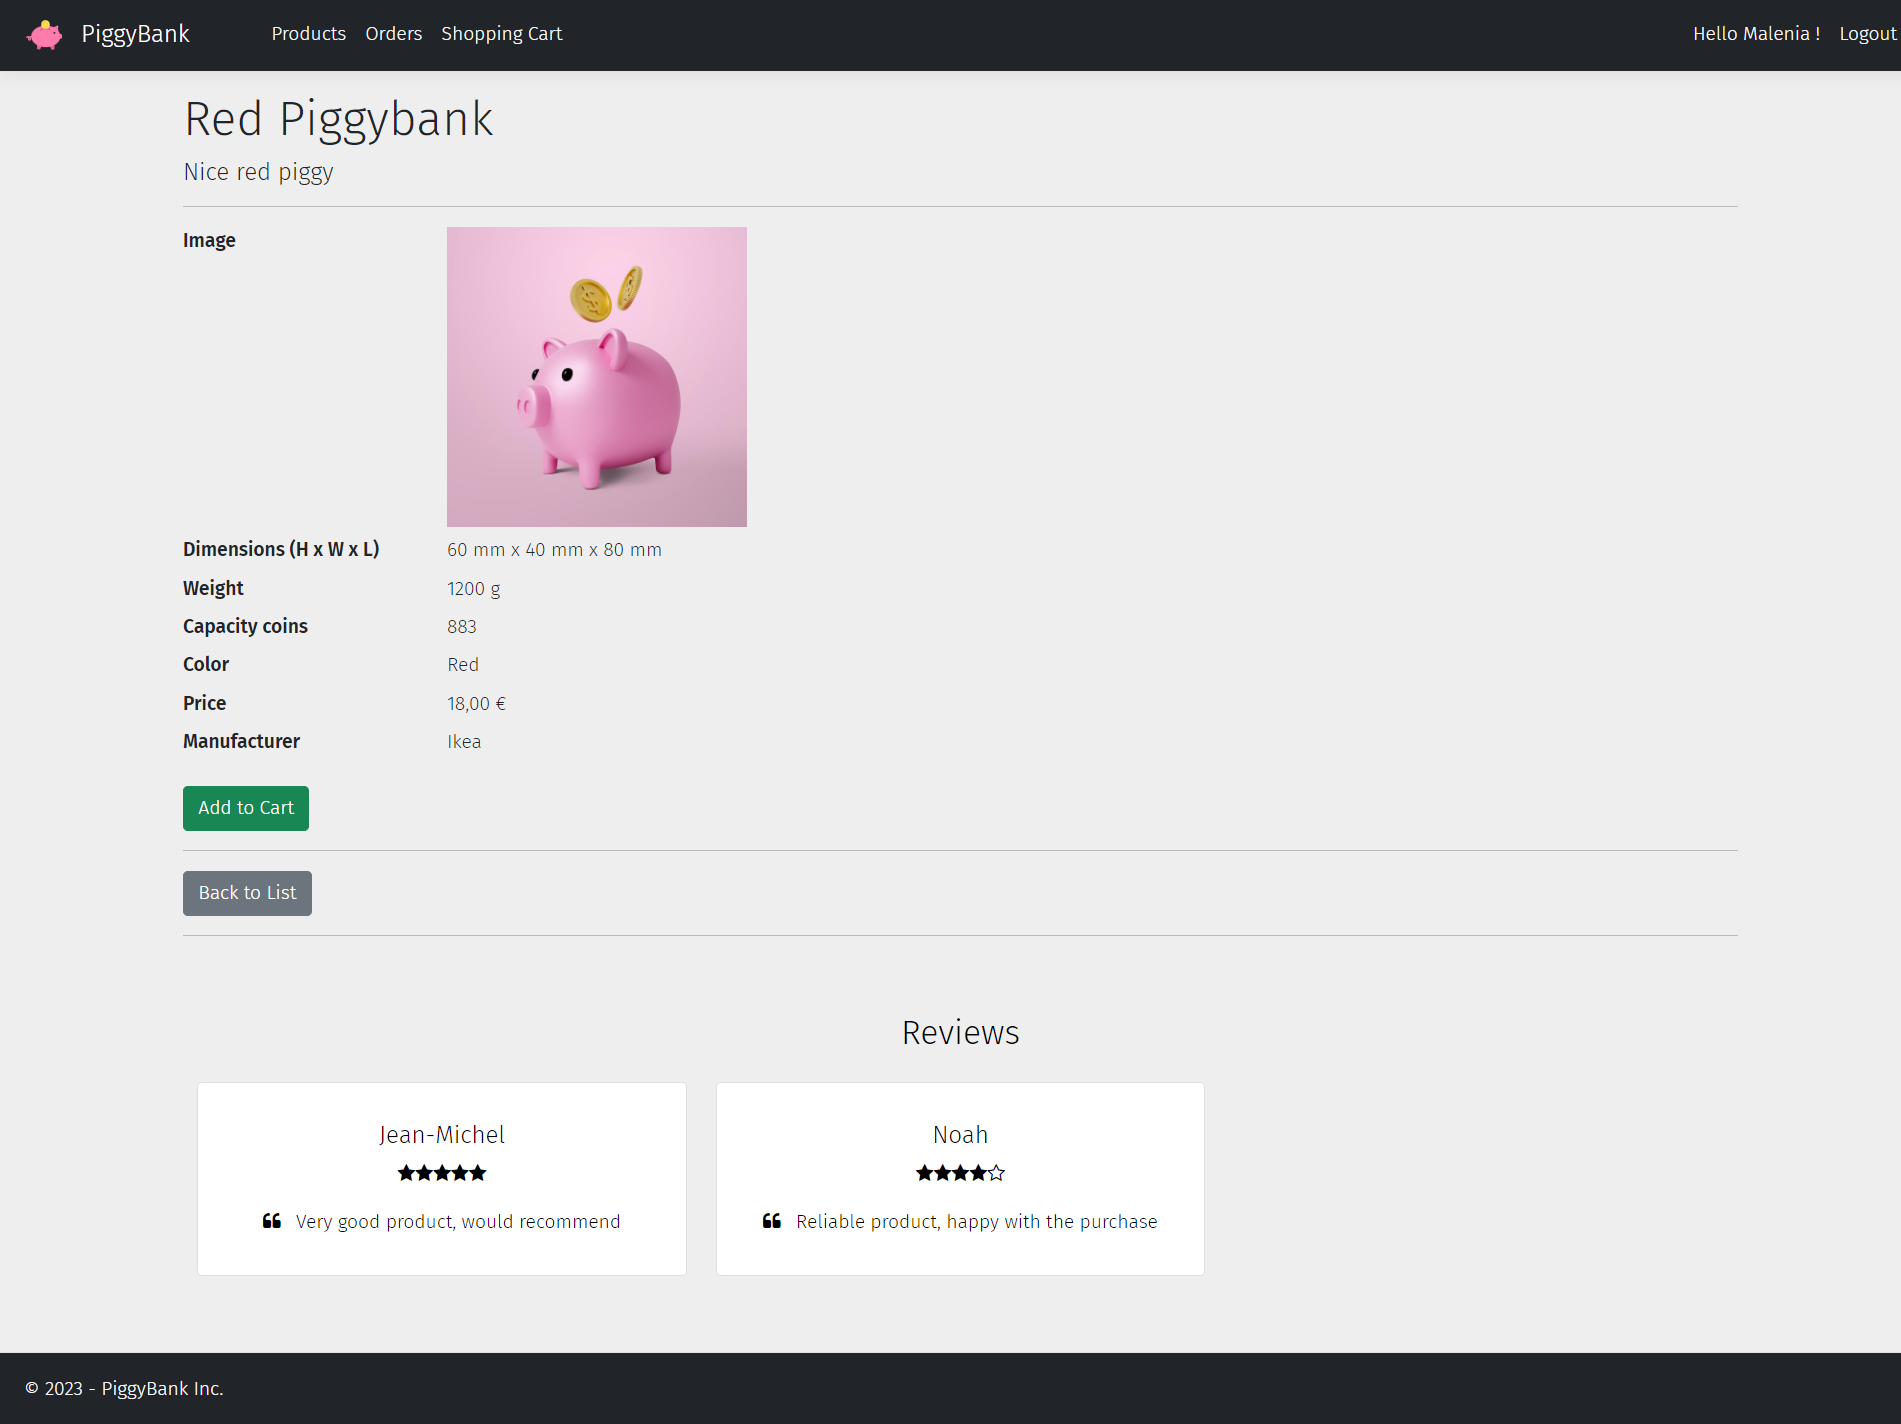 PiggyBank Products Orders Shopping Cart Hello Malenia ! Logout
Red Piggybank
Nice red piggy
Image
Dimensions (H x W x L) 60 mm x 40 mm x 80 mm
Weight 1200 g
Capacity coins 883
Color Red
Price 18,00 €
Manufacturer Ikea
Add to Cart
Back to List
Reviews
Jean-Michel
Very good product, would recommend
Noah
Reliable product, happy with the purchase
© 2023 - PiggyBank Inc.